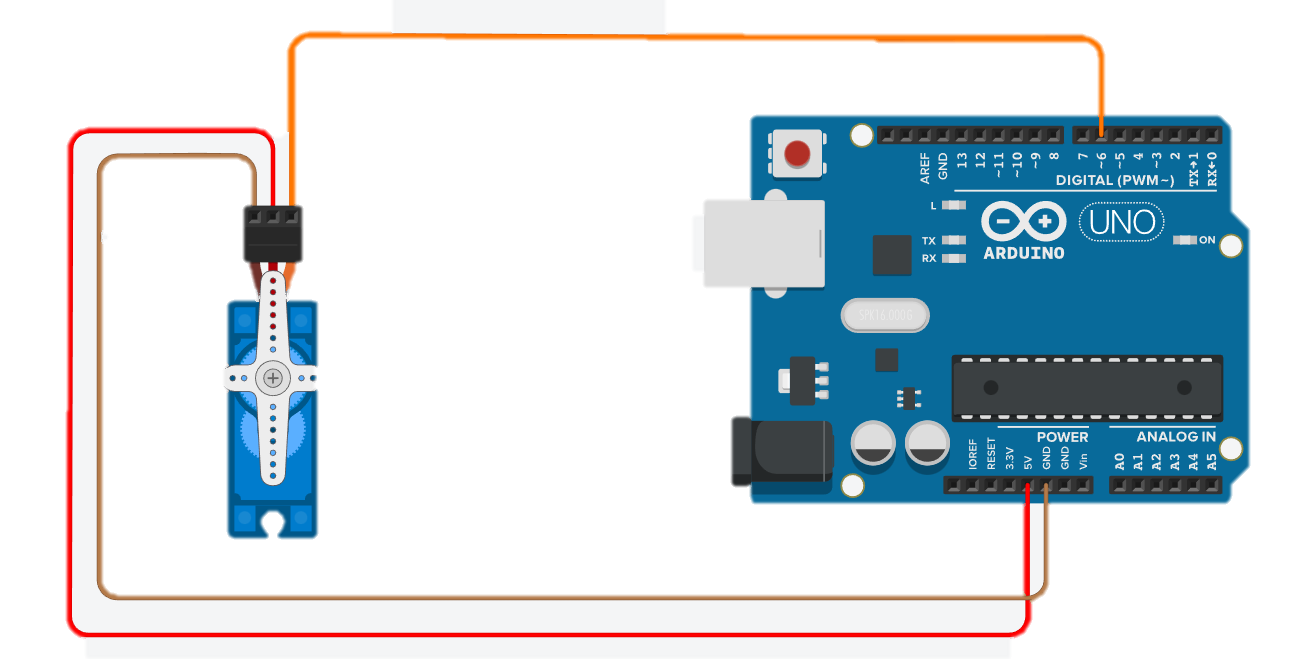 AREF
GND
13
12
~11
~10
~9
8
7
~6
~5
4
~3
2
TX→1
RX←0
DIGITAL (PWM~)
L
TX
RX
ARDUINO
UNO
ON
SPK16.000G
POWER
ANALOG IN
IOREF
RESET
3.3V
5V
GND
GND
Vin
A0
A1
A2
A3
A4
A5